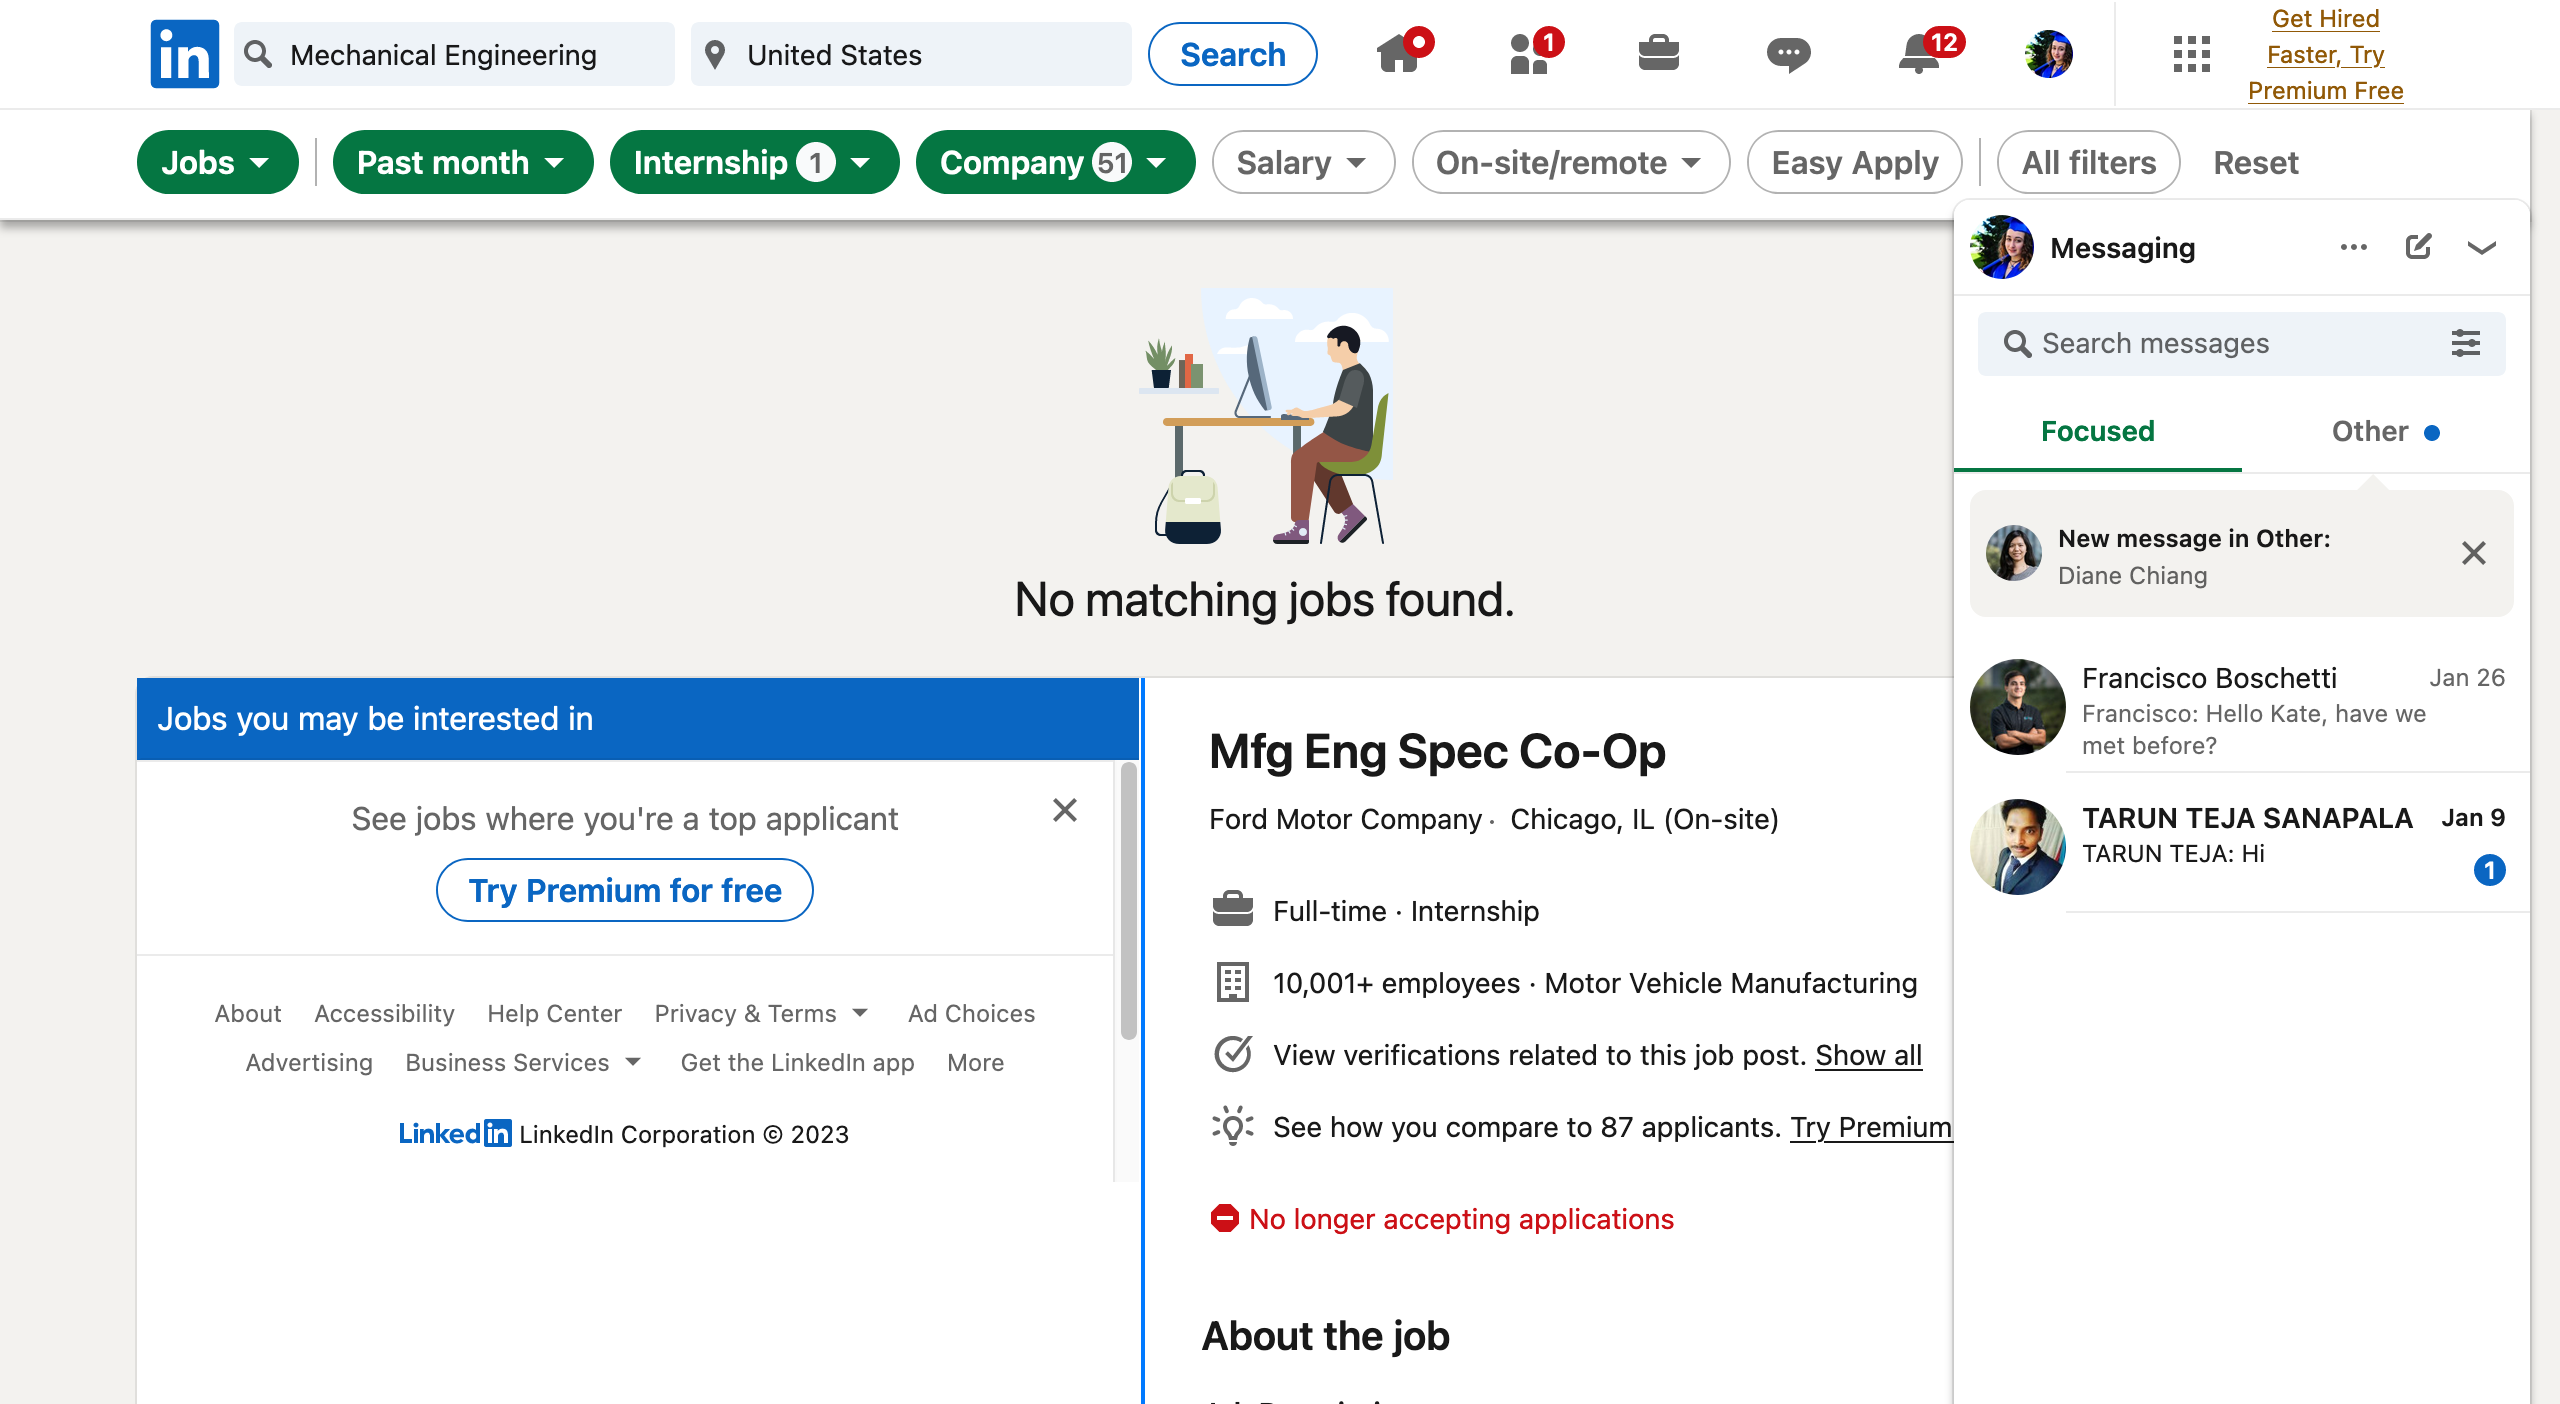 in
Mechanical Engineering
United States
Search
1
12
Get Hired
Faster, Try
Premium Free
Jobs
Past month
Internship 1
Company 51
Salary
On-site/remote
Easy Apply
All filters
Reset
No matching jobs found.
Jobs you may be interested in
See jobs where you're a top applicant
Try Premium for free
About Accessibility Help Center Privacy & Terms Ad Choices
Advertising Business Services Get the LinkedIn app More
LinkedIn LinkedIn Corporation © 2023
Mfg Eng Spec Co-Op
Ford Motor Company · Chicago, IL (On-site)
Full-time · Internship
10,001+ employees · Motor Vehicle Manufacturing
View verifications related to this job post. Show all
See how you compare to 87 applicants. Try Premium
No longer accepting applications
About the job
Messaging
Search messages
Focused
Other
New message in Other:
Diane Chiang
Francisco Boschetti Jan 26
Francisco: Hello Kate, have we
met before?
TARUN TEJA SANAPALA Jan 9
TARUN TEJA: Hi
1